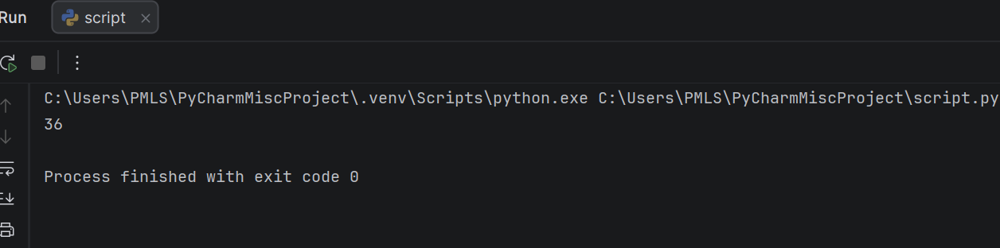 Run script
C:\Users\PMLS\PyCharmMiscProject\.venv\Scripts\python.exe C:\Users\PMLS\PyCharmMiscProject\script.py
36
Process finished with exit code 0